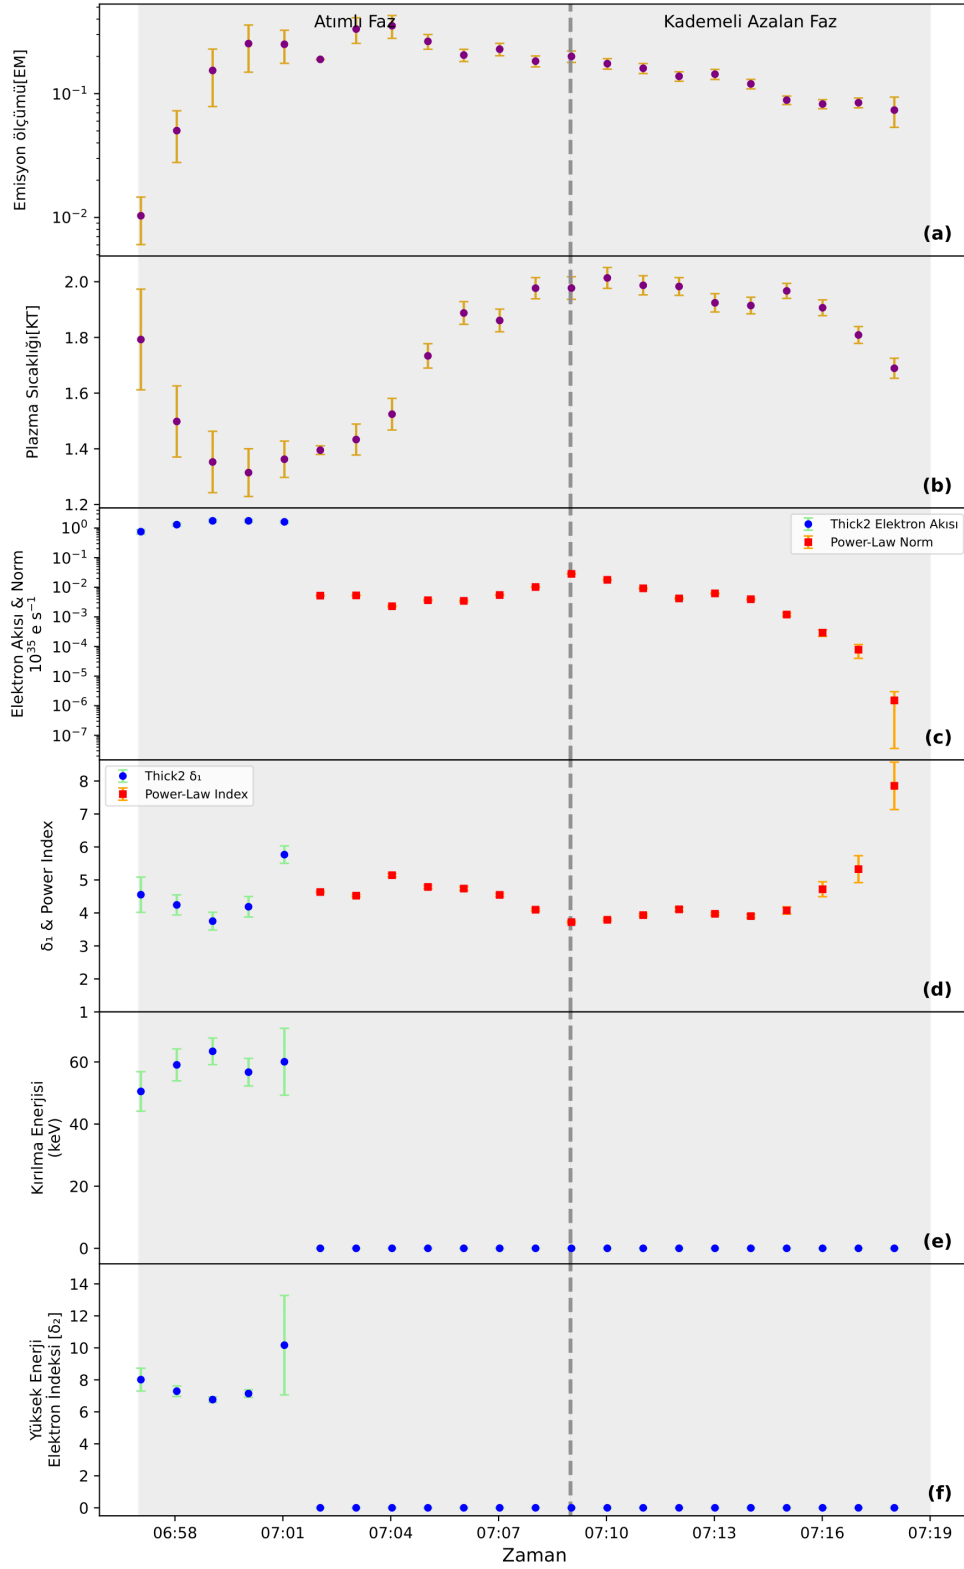 Atımlı Faz
Kademeli Azalan Faz
Emisyon ölçümü[EM]
10⁻¹
10⁻²
(a)
Plazma Sıcaklığı[KT]
2.0
1.8
1.6
1.4
1.2
(b)
Elektron Akısı & Norm
10³⁵ e s⁻¹
10⁰
10⁻¹
10⁻²
10⁻³
10⁻⁴
10⁻⁵
10⁻⁶
10⁻⁷
Thick2 Elektron Akısı
Power-Law Norm
(c)
δ₁ & Power Index
8
7
6
5
4
3
2
1
Thick2 δ₁
Power-Law Index
(d)
Kırılma Enerjisi
(keV)
60
40
20
0
(e)
Yüksek Enerji
Elektron İndeksi [δ₂]
14
12
10
8
6
4
2
0
(f)
06:58 07:01 07:04 07:07 07:10 07:13 07:16 07:19
Zaman